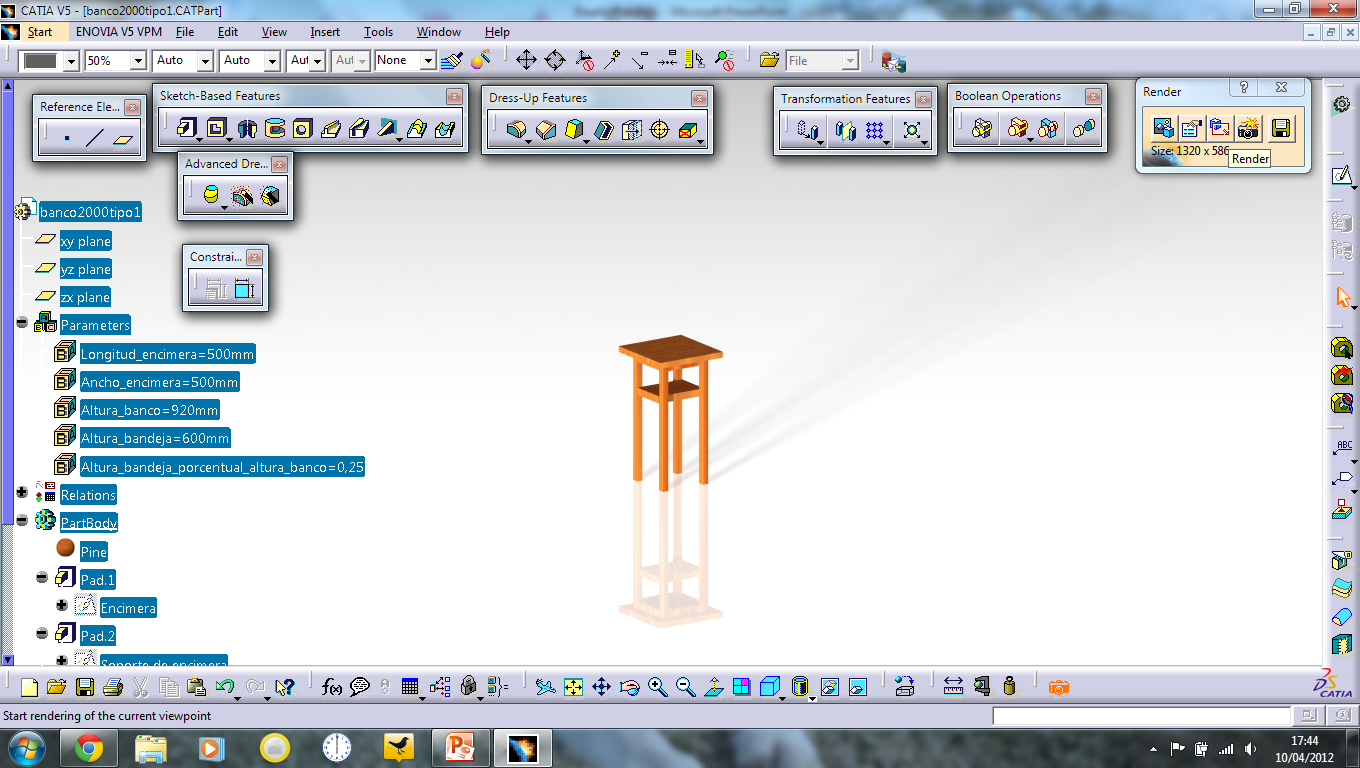 CATIA V5 - [banco2000tipo1.CATPart]
Start ENOVIA V5 VPM File Edit View Insert Tools Window Help
50% Auto Auto Aut Aut None File
Reference Ele...
Sketch-Based Features
Dress-Up Features
Transformation Features
Boolean Operations
Render
Size: 1320 x 586
Render
Advanced Dre...
Constrai...
banco2000tipo1
xy plane
yz plane
zx plane
Parameters
Longitud_encimera=500mm
Ancho_encimera=500mm
Altura_banco=920mm
Altura_bandeja=600mm
Altura_bandeja_porcentual_altura_banco=0,25
Relations
PartBody
Pine
Pad.1
Encimera
Pad.2
Soporte de encimera
ABC
f(x)
CATIA
Start rendering of the current viewpoint
17:44
10/04/2012